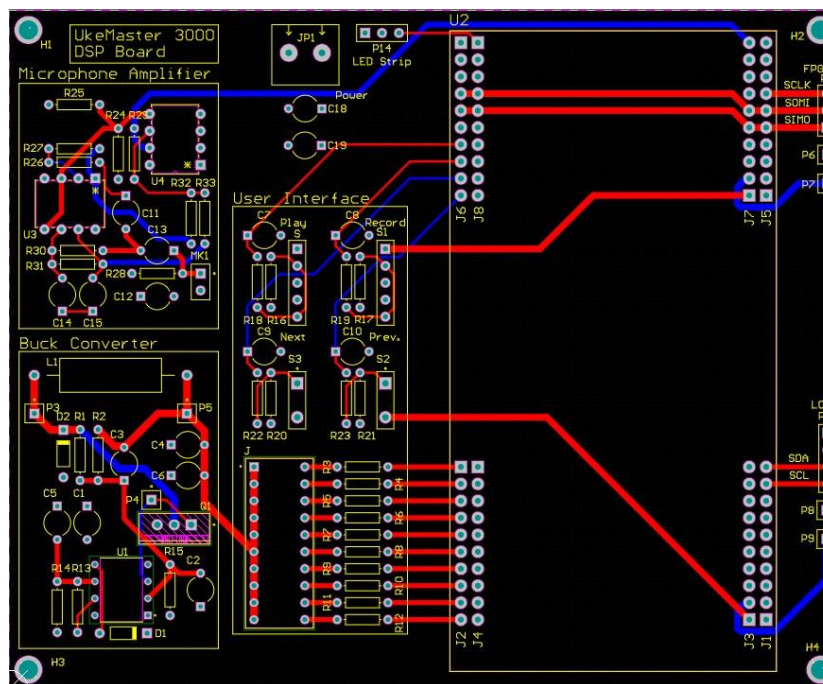 UkeMaster 3000
DSP Board
H1
JP1
P14
LED Strip
U2
H2
Microphone Amplifier
R25
R24
R29
Power
C18
FPG
SCLK
SOMI
SIMO
R27
R26
C19
P6
U4
R32
R33
P7
User Interface
C11
C7
Play
C8
Record
J6
J8
J7
J5
U3
C13
S
S1
R30
R31
MK1
R28
C12
C14
C15
R18
R16
R19
R17
Buck Converter
C9
Next
C10
Prev.
L1
S3
S2
P3
D2
R1
R2
P5
LC
C3
C4
R22
R20
R23
R21
C6
J
R3
SDA
R4
SCL
C5
C1
P4
R5
Q1
R6
P8
R7
U1
R15
R8
P9
C2
R14
R13
R9
R10
R11
D1
R12
J2
J4
J3
J1
H3
H4